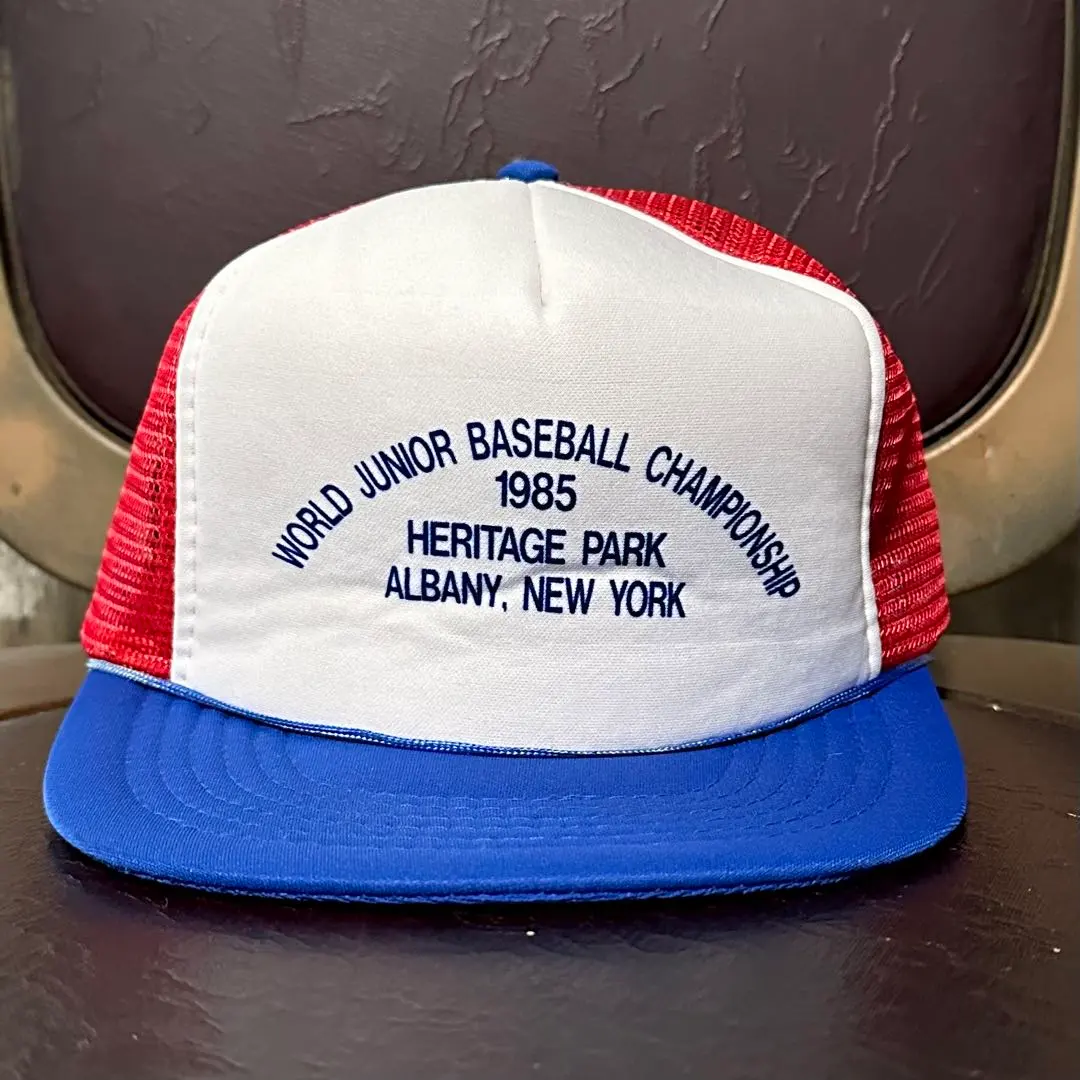 WORLD JUNIOR BASEBALL CHAMPIONSHIP
1985
HERITAGE PARK
ALBANY, NEW YORK